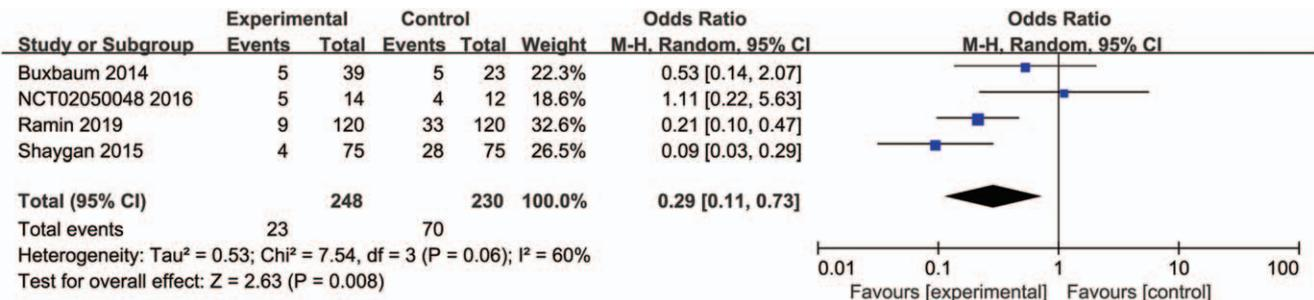 Experimental Control Odds Ratio Odds Ratio
Study or Subgroup Events Total Events Total Weight M-H, Random, 95% CI M-H, Random, 95% CI
Buxbaum 2014 5 39 5 23 22.3% 0.53 [0.14, 2.07]
NCT02050048 2016 5 14 4 12 18.6% 1.11 [0.22, 5.63]
Ramin 2019 9 120 33 120 32.6% 0.21 [0.10, 0.47]
Shaygan 2015 4 75 28 75 26.5% 0.09 [0.03, 0.29]
Total (95% CI) 248 230 100.0% 0.29 [0.11, 0.73]
Total events 23 70
Heterogeneity: Tau² = 0.53; Chi² = 7.54, df = 3 (P = 0.06); I² = 60%
Test for overall effect: Z = 2.63 (P = 0.008)
0.01 0.1 1 10 100
Favours [experimental] Favours [control]